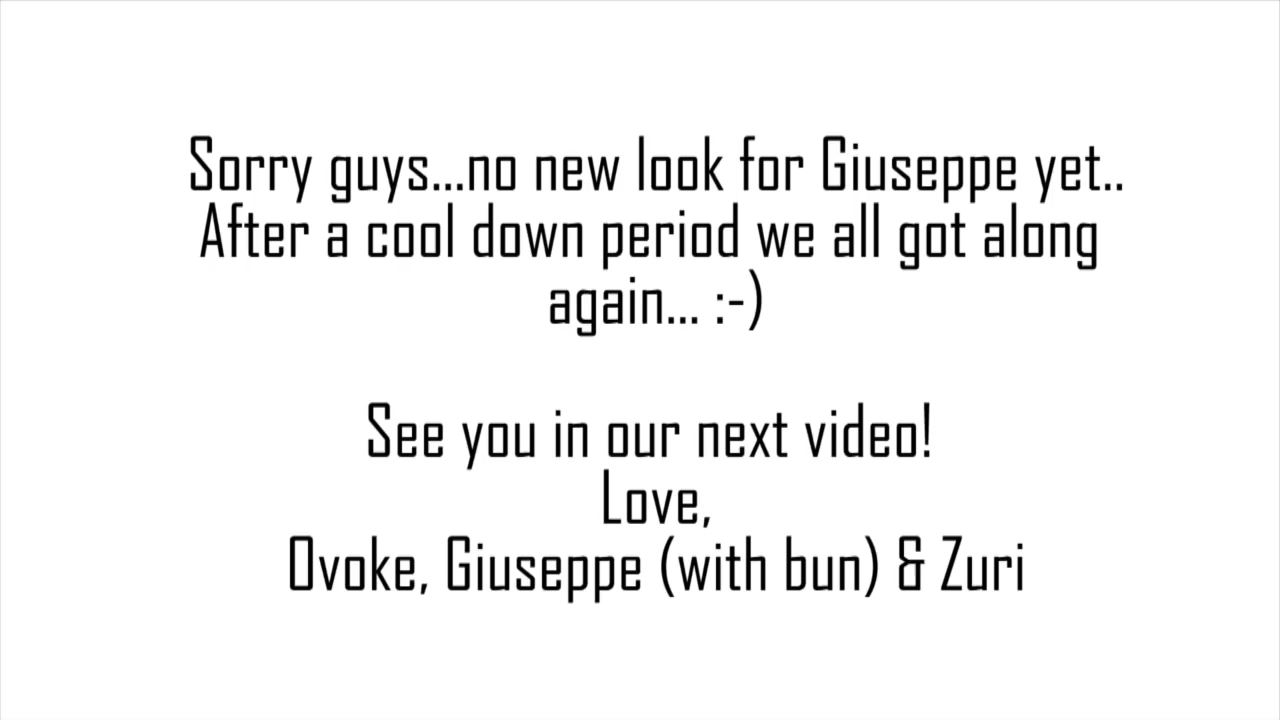 Sorry guys...no new look for Giuseppe yet..
After a cool down period we all got along
again... :-)
See you in our next video!
Love,
Ovoke, Giuseppe (with bun) & Zuri